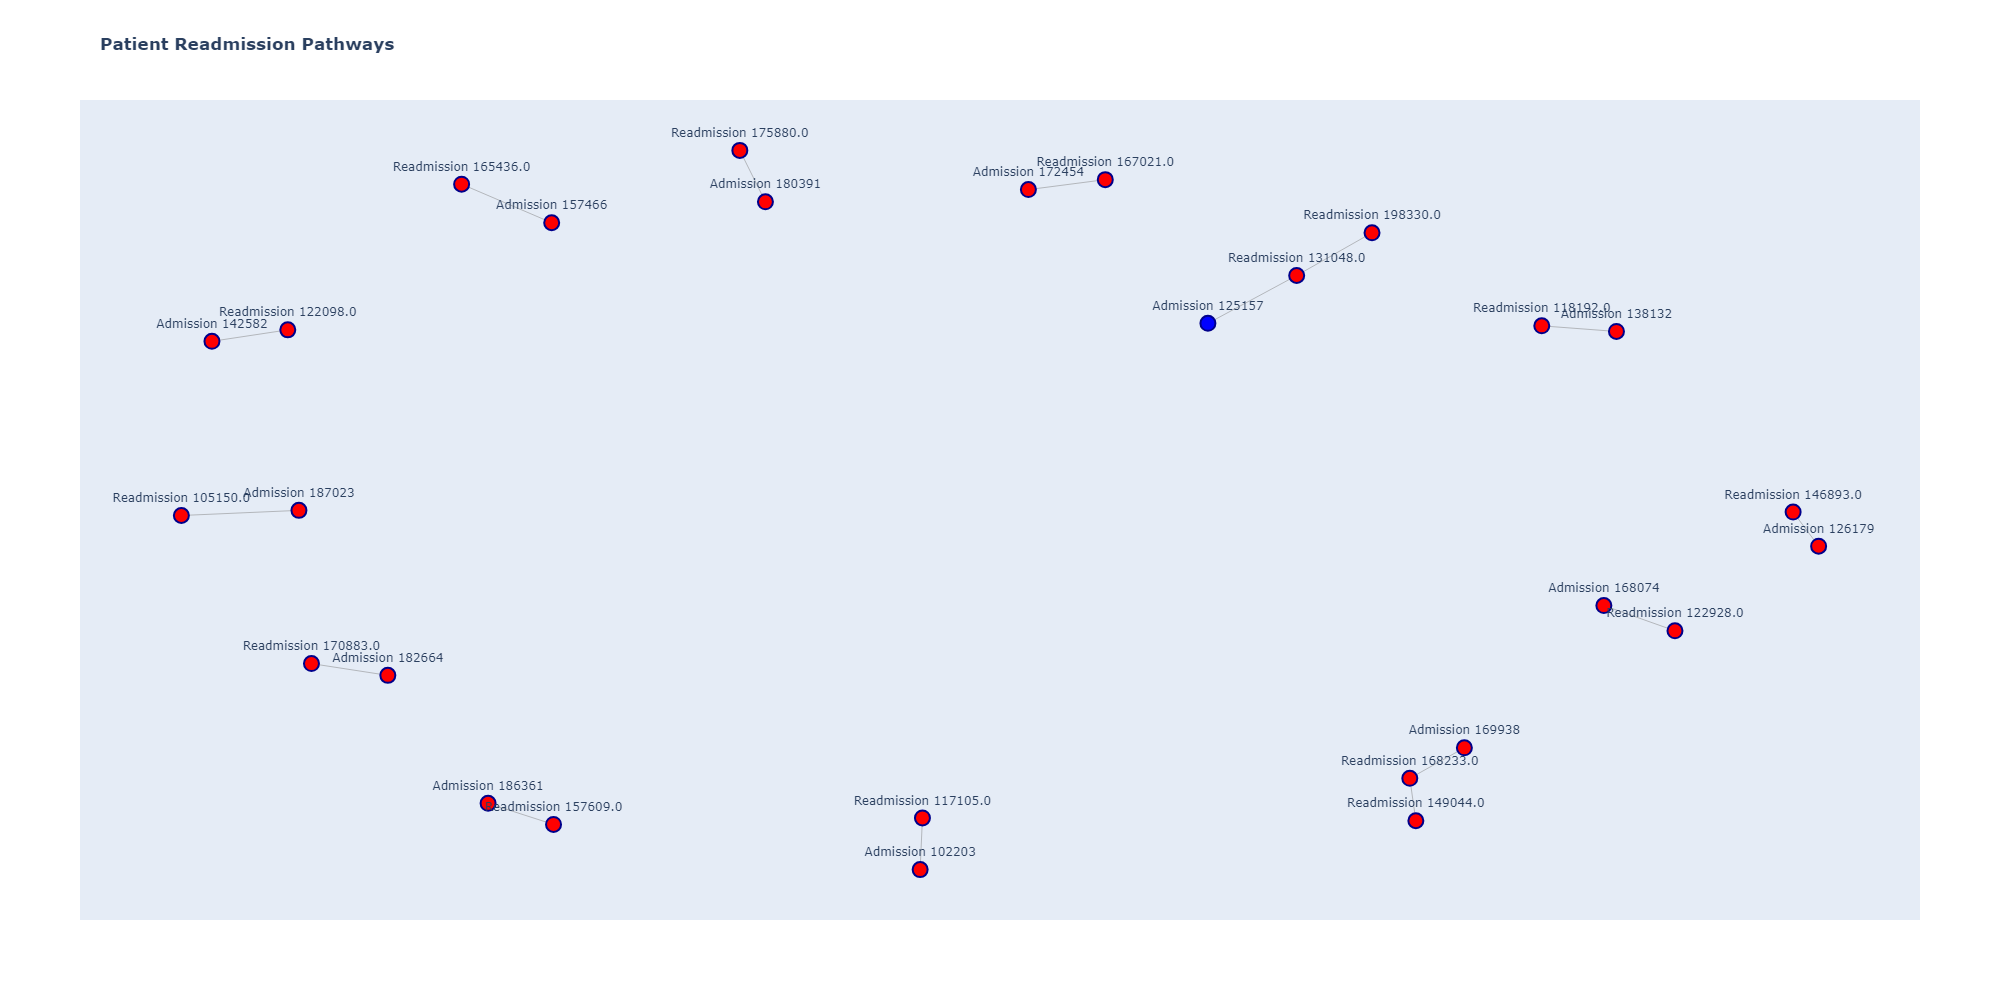 Patient Readmission Pathways
Readmission 175880.0
Readmission 165436.0
Readmission 167021.0
Admission 172454
Admission 180391
Admission 157466
Readmission 198330.0
Readmission 131048.0
Admission 125157
Readmission 118192.0
Admission 138132
Readmission 122098.0
Admission 142582
Readmission 105150.0
Admission 187023
Readmission 146893.0
Admission 126179
Admission 168074
Readmission 122928.0
Readmission 170883.0
Admission 182664
Admission 169938
Readmission 168233.0
Readmission 149044.0
Admission 186361
Readmission 157609.0
Readmission 117105.0
Admission 102203